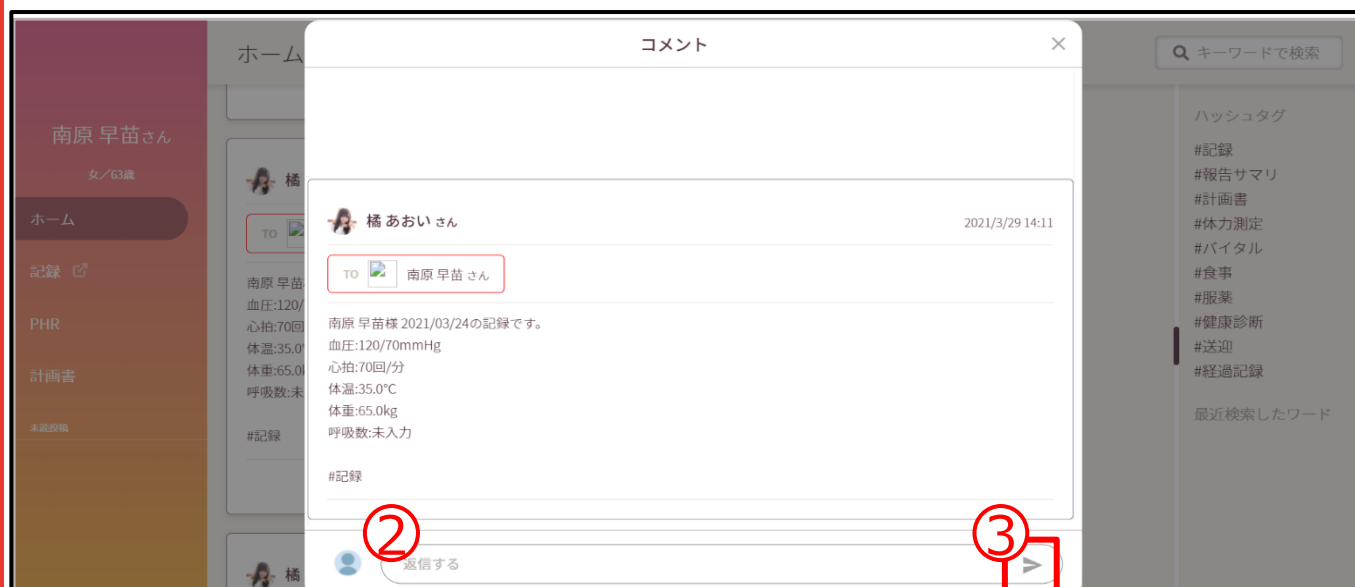 ホーム
コメント
×
キーワードで検索
南原 早苗さん
女／63歳
ホーム
記録
PHR
計画書
未読投稿
橘
TO
南原 早苗
血圧:120/
心拍:70回
体温:35.0°
体重:65.0k
呼吸数:未
#記録
橘
橘 あおい さん
2021/3/29 14:11
TO 南原 早苗 さん
南原 早苗様 2021/03/24の記録です。
血圧:120/70mmHg
心拍:70回/分
体温:35.0°C
体重:65.0kg
呼吸数:未入力
#記録
②
返信する
③
ハッシュタグ
#記録
#報告サマリ
#計画書
#体力測定
#バイタル
#食事
#服薬
#健康診断
#送迎
#経過記録
最近検索したワード